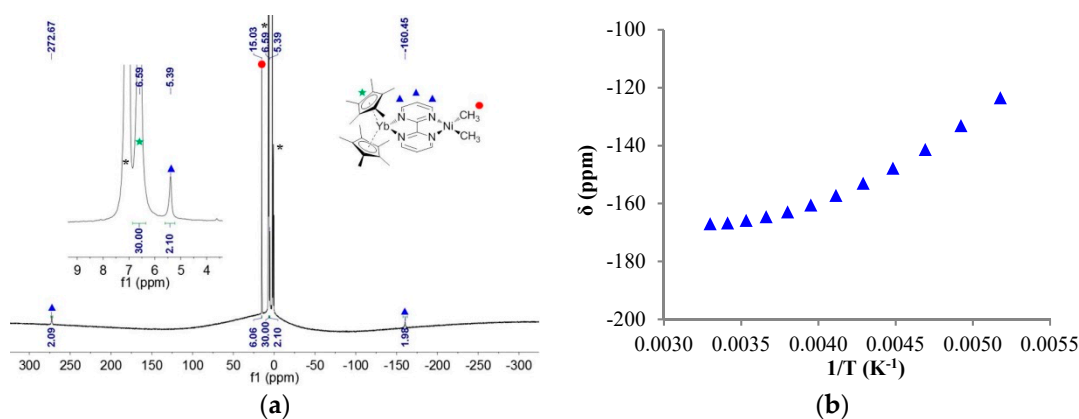 272.67
15.03
6.59
5.39
-160.45
*
6.59
5.39
*
30.00
2.10
9 8 7 6 5 4
f1 (ppm)
Yb
N N
N N
Ni
CH3
CH3
*
2.09
6.06
30.00
2.10
1.98
300 250 200 150 100 50 0 -50 -100 -150 -200 -250 -300
f1 (ppm)
(a)
-100
-120
-140
-160
-180
-200
δ (ppm)
0.0030 0.0035 0.0040 0.0045 0.0050 0.0055
1/T (K-1)
(b)